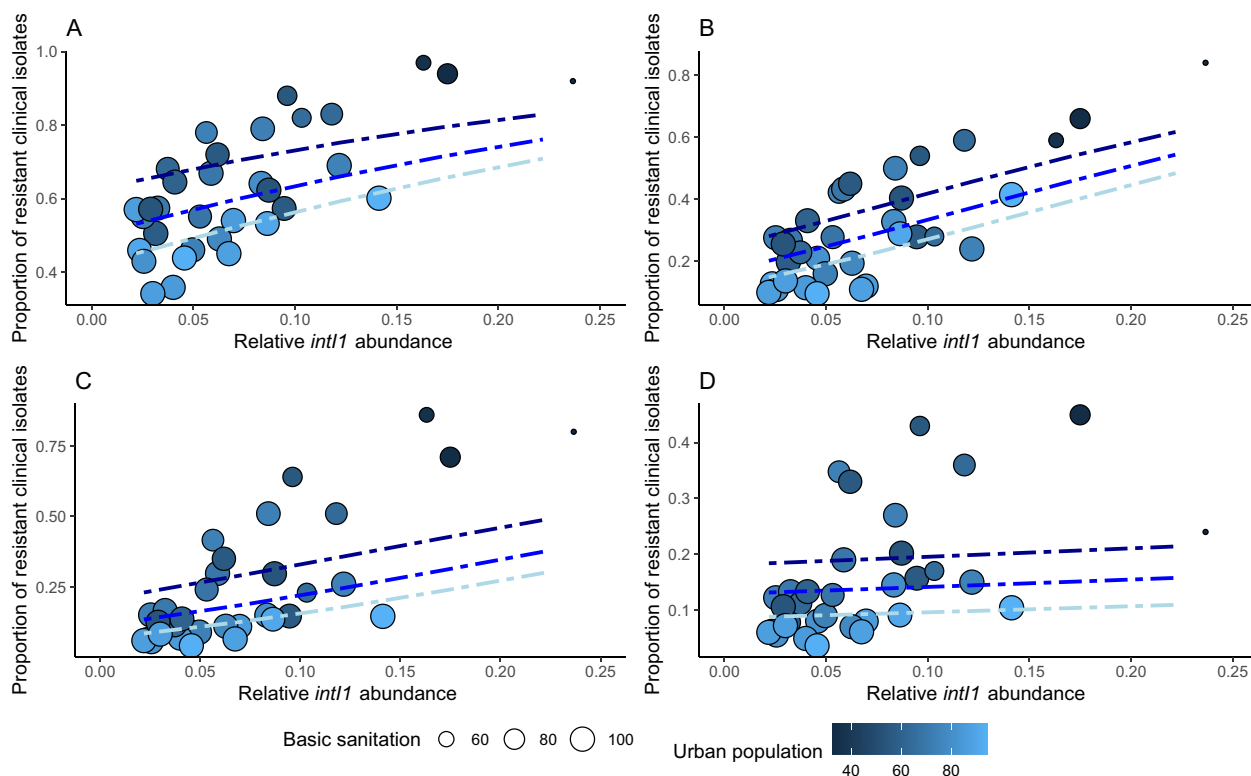 A
Proportion of resistant clinical isolates
1.0
0.8
0.6
0.4
0.00 0.05 0.10 0.15 0.20 0.25
Relative intI1 abundance
B
Proportion of resistant clinical isolates
0.8
0.6
0.4
0.2
0.00 0.05 0.10 0.15 0.20 0.25
Relative intI1 abundance
C
Proportion of resistant clinical isolates
0.75
0.50
0.25
0.00 0.05 0.10 0.15 0.20 0.25
Relative intI1 abundance
D
Proportion of resistant clinical isolates
0.4
0.3
0.2
0.1
0.00 0.05 0.10 0.15 0.20 0.25
Relative intI1 abundance
Basic sanitation 60 80 100
Urban population
40 60 80